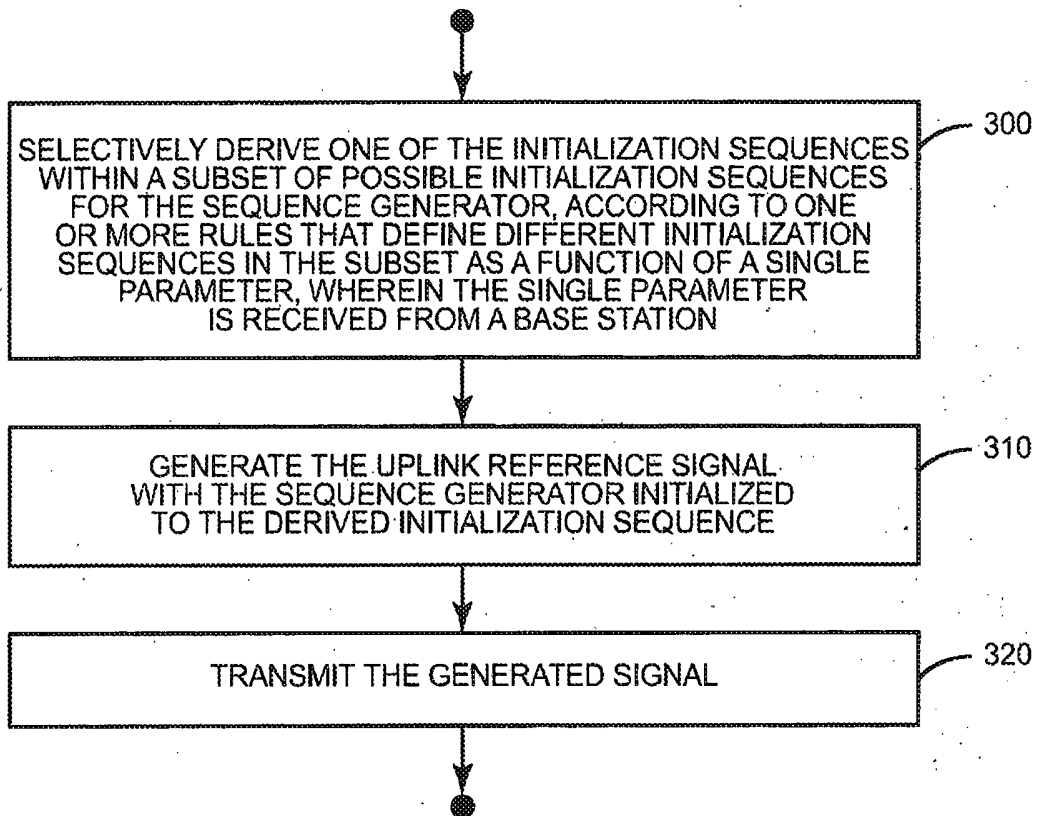 SELECTIVELY DERIVE ONE OF THE INITIALIZATION SEQUENCES
WITHIN A SUBSET OF POSSIBLE INITIALIZATION SEQUENCES
FOR THE SEQUENCE GENERATOR, ACCORDING TO ONE
OR MORE RULES THAT DEFINE DIFFERENT INITIALIZATION
SEQUENCES IN THE SUBSET AS A FUNCTION OF A SINGLE
PARAMETER, WHEREIN THE SINGLE PARAMETER
IS RECEIVED FROM A BASE STATION
300
GENERATE THE UPLINK REFERENCE SIGNAL
WITH THE SEQUENCE GENERATOR INITIALIZED
TO THE DERIVED INITIALIZATION SEQUENCE
310
TRANSMIT THE GENERATED SIGNAL
320